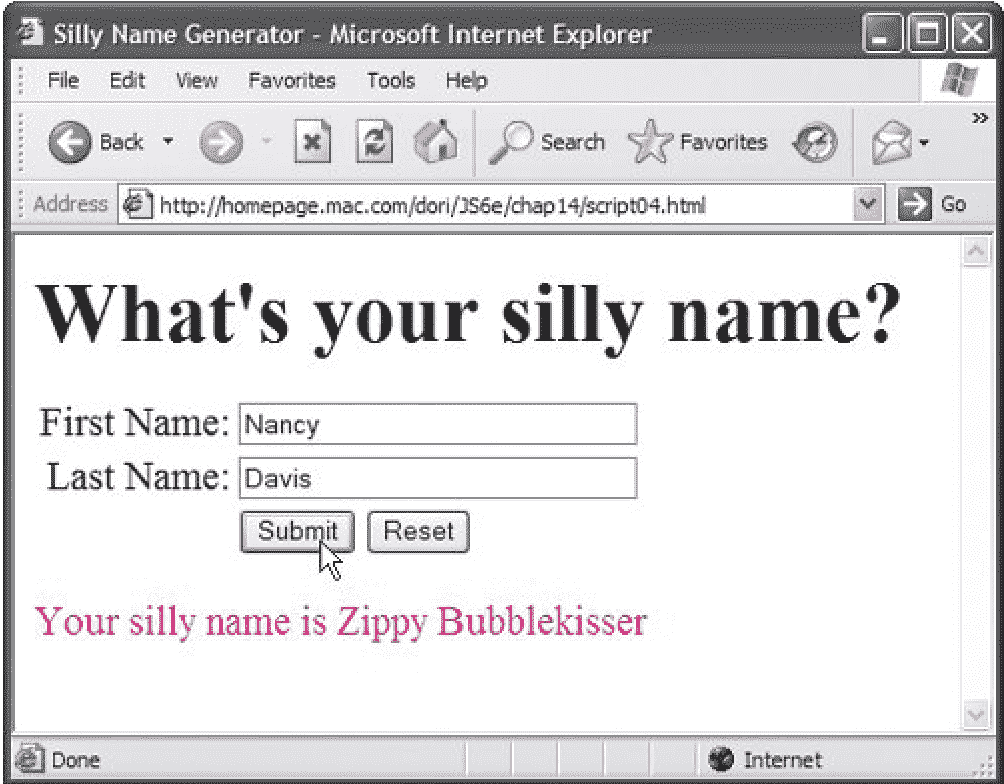 Silly Name Generator - Microsoft Internet Explorer
File Edit View Favorites Tools Help
Back Search Favorites »
Address http://homepage.mac.com/dori/JS6e/chap14/script04.html Go
What's your silly name?
First Name: Nancy
Last Name: Davis
Submit Reset
Your silly name is Zippy Bubblekisser
Done Internet